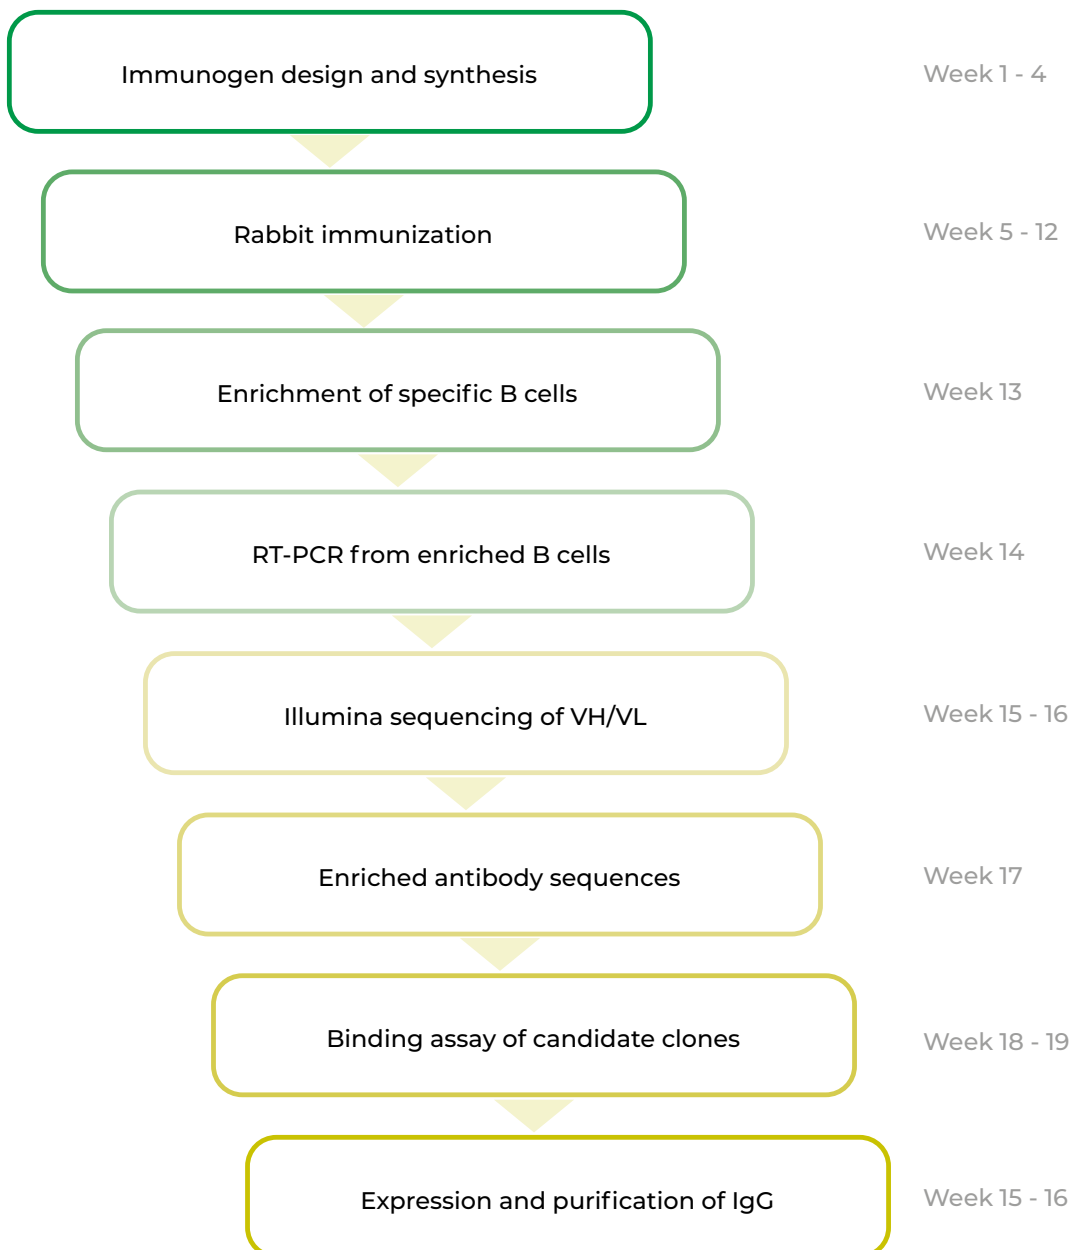 Immunogen design and synthesis
Week 1 - 4
Rabbit immunization
Week 5 - 12
Enrichment of specific B cells
Week 13
RT-PCR from enriched B cells
Week 14
Illumina sequencing of VH/VL
Week 15 - 16
Enriched antibody sequences
Week 17
Binding assay of candidate clones
Week 18 - 19
Expression and purification of IgG
Week 15 - 16